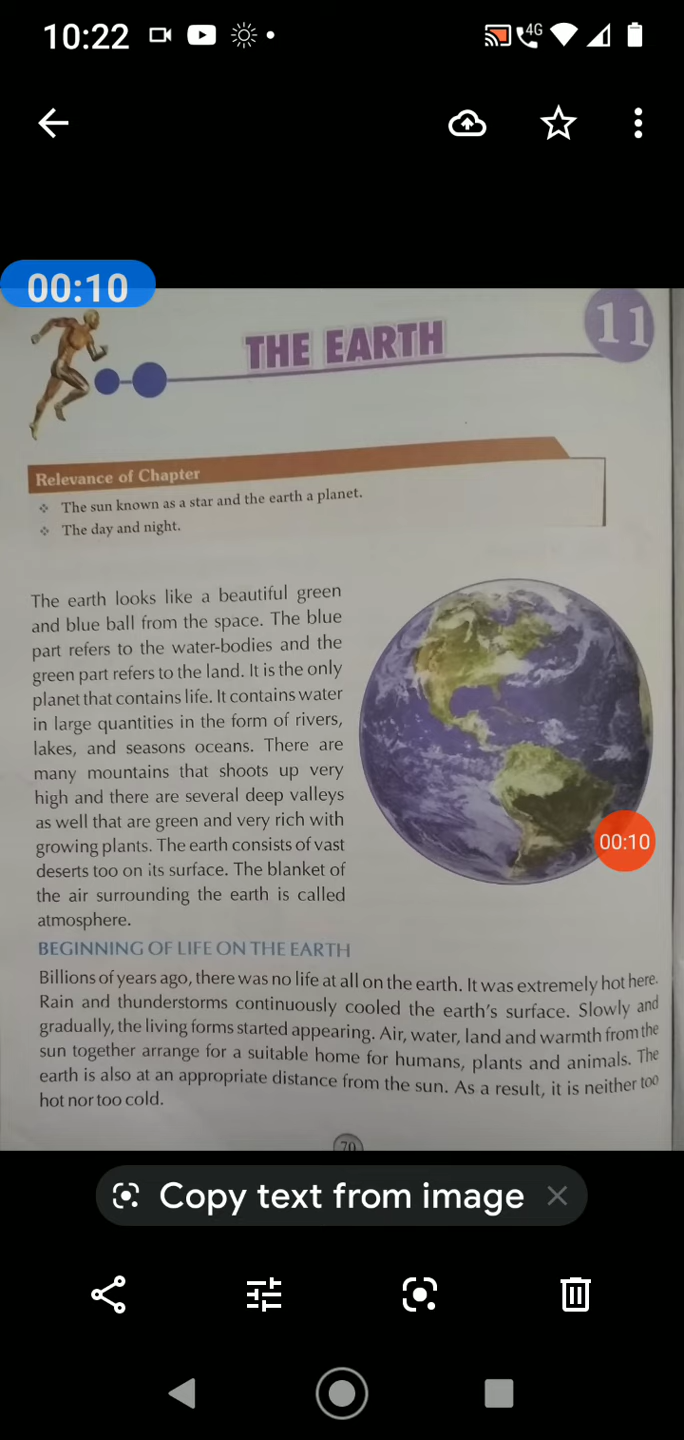 10:22
4G
00:10
THE EARTH
11
Relevance of Chapter
❖ The sun known as a star and the earth a planet.
❖ The day and night.
The earth looks like a beautiful green
and blue ball from the space. The blue
part refers to the water-bodies and the
green part refers to the land. It is the only
planet that contains life. It contains water
in large quantities in the form of rivers,
lakes, and seasons oceans. There are
many mountains that shoots up very
high and there are several deep valleys
as well that are green and very rich with
growing plants. The earth consists of vast
deserts too on its surface. The blanket of
the air surrounding the earth is called
atmosphere.
00:10
BEGINNING OF LIFE ON THE EARTH
Billions of years ago, there was no life at all on the earth. It was extremely hot here.
Rain and thunderstorms continuously cooled the earth's surface. Slowly and
gradually, the living forms started appearing. Air, water, land and warmth from the
sun together arrange for a suitable home for humans, plants and animals. The
earth is also at an appropriate distance from the sun. As a result, it is neither too
hot nor too cold.
70
Copy text from image